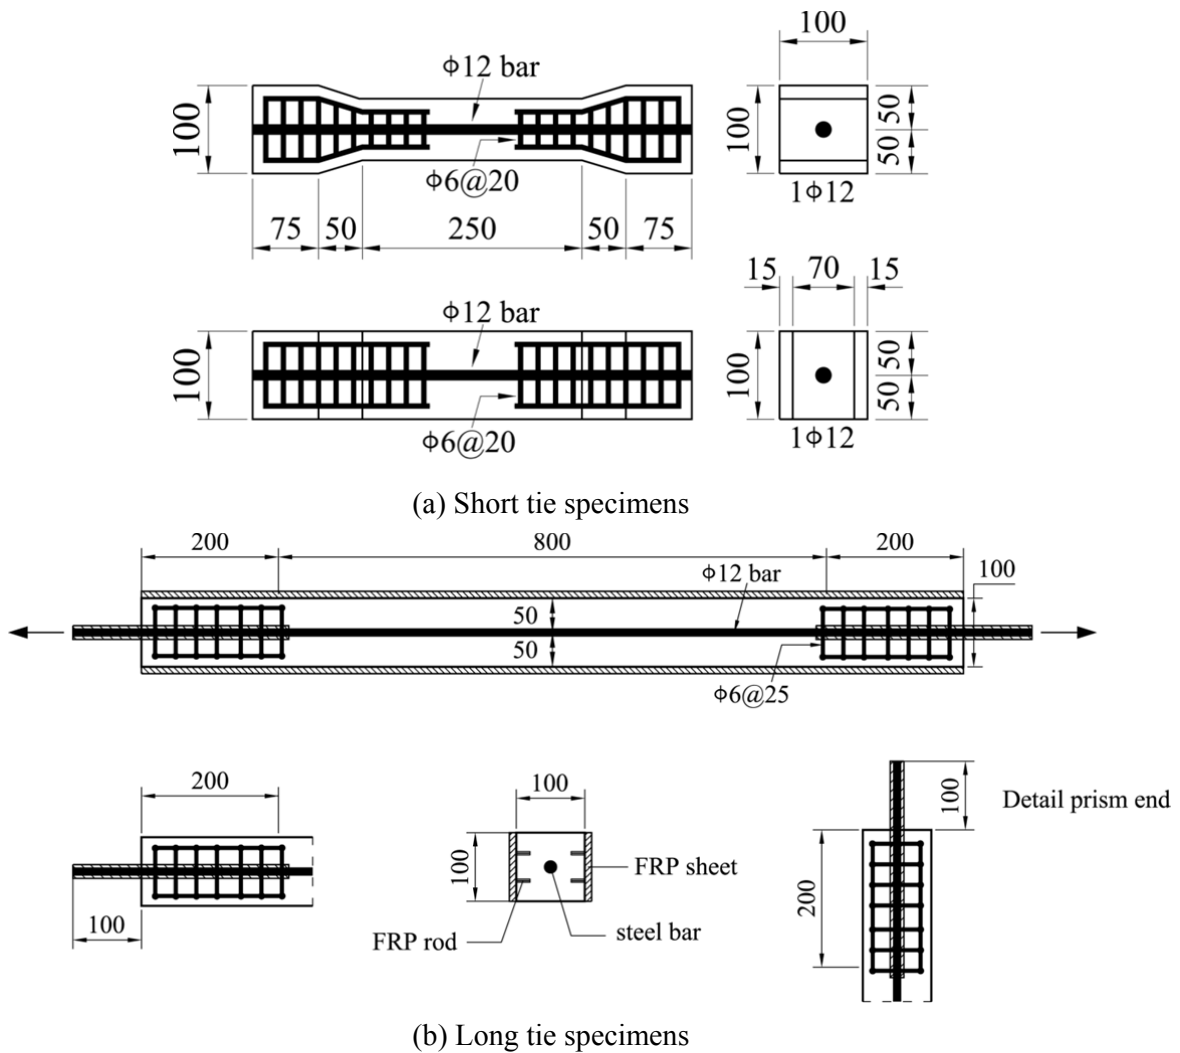 100
Φ12 bar
100
100
50
50
Φ6@20
1Φ12
75
50
250
50
75
15
70
15
Φ12 bar
100
100
50
50
Φ6@20
1Φ12
(a) Short tie specimens
200
800
200
Φ12 bar
100
50
50
Φ6@25
200
100
100
Detail prism end
100
FRP sheet
200
100
FRP rod
steel bar
(b) Long tie specimens